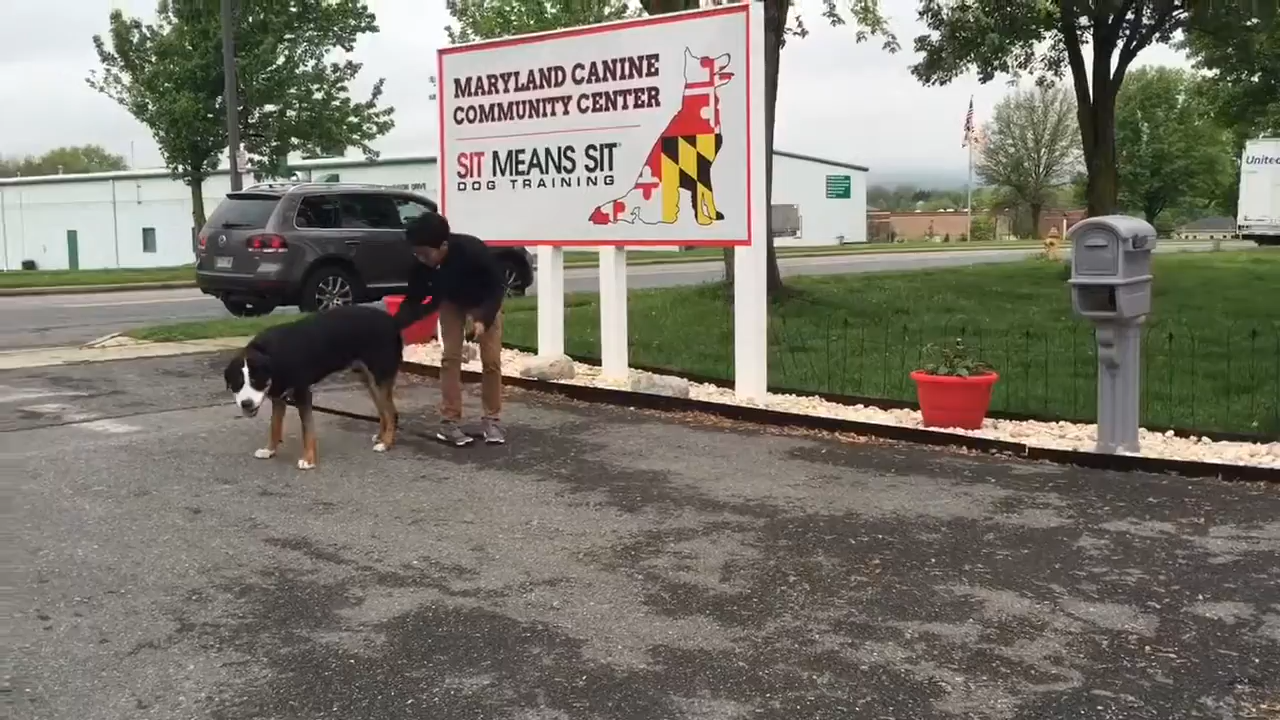 MARYLAND CANINE
COMMUNITY CENTER
SIT MEANS SIT
DOG TRAINING
United